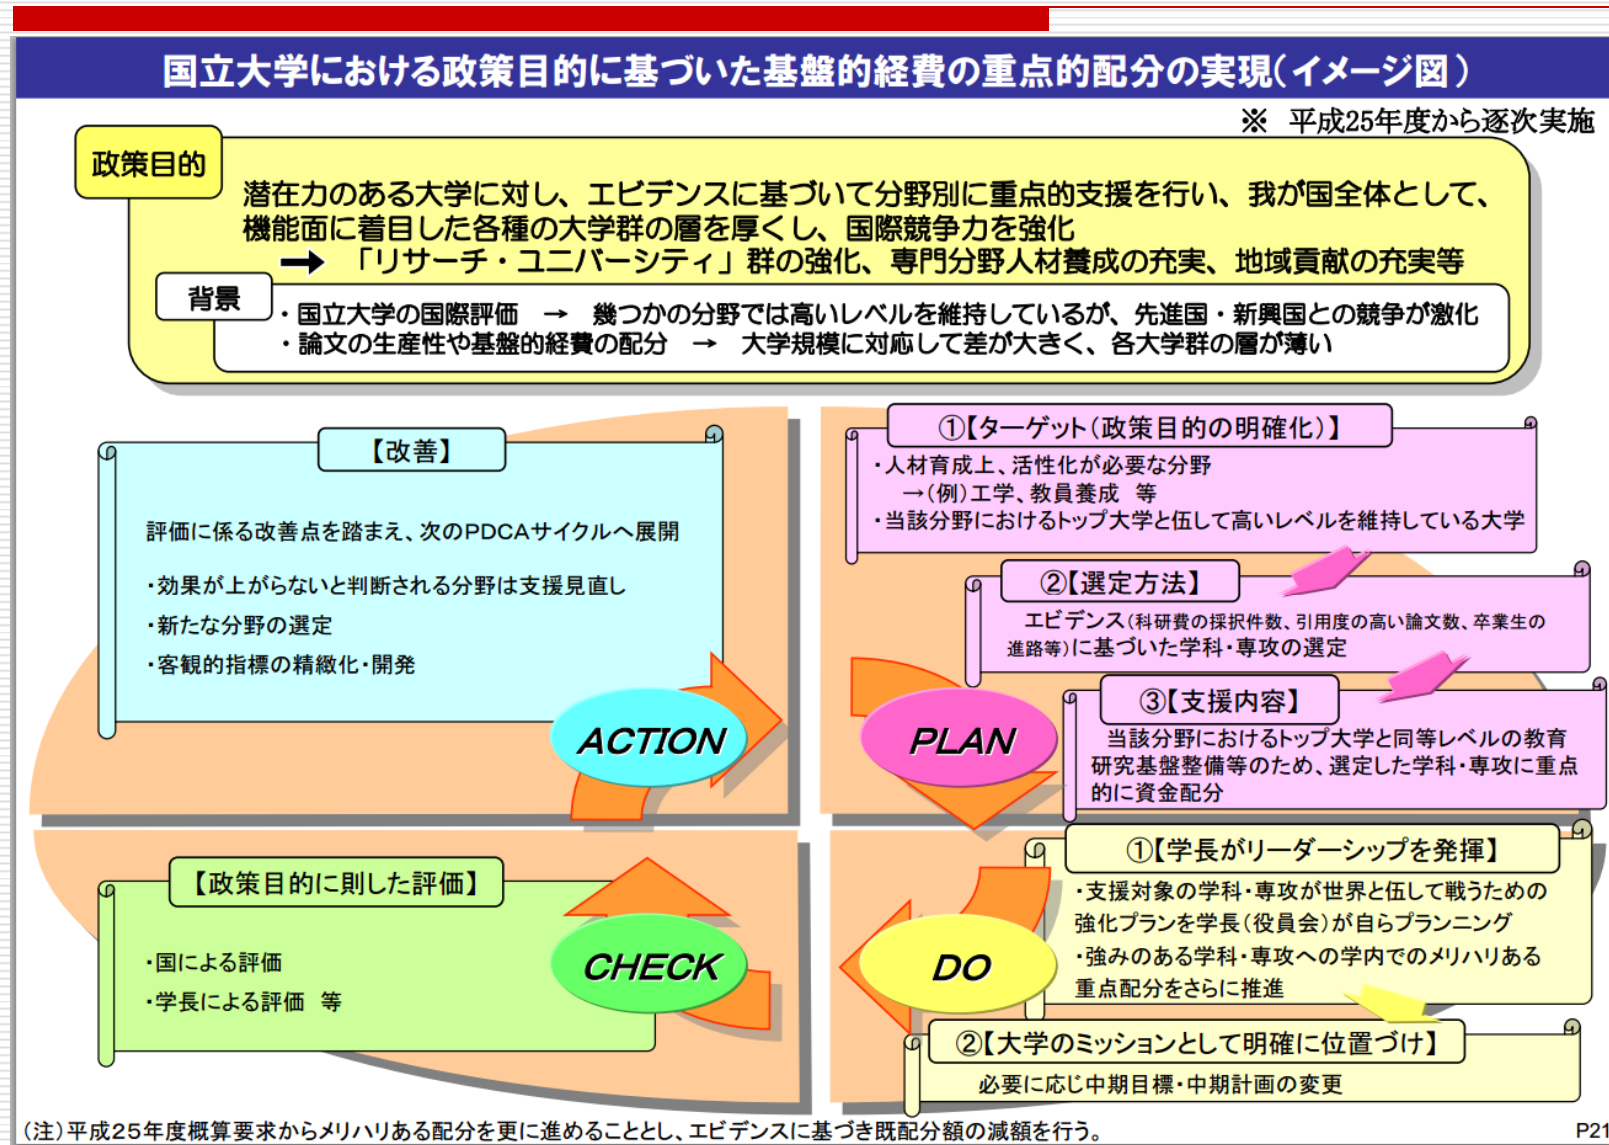 国立大学における政策目的に基づいた基盤的経費の重点的配分の実現(イメージ図)
※　平成25年度から逐次実施
政策目的
潜在力のある大学に対し、エビデンスに基づいて分野別に重点的支援を行い、我が国全体として、
機能面に着目した各種の大学群の層を厚くし、国際競争力を強化
➡　「リサーチ・ユニバーシティ」群の強化、専門分野人材養成の充実、地域貢献の充実等
背景
・国立大学の国際評価　→　幾つかの分野では高いレベルを維持しているが、先進国・新興国との競争が激化
・論文の生産性や基盤的経費の配分　→　大学規模に対応して差が大きく、各大学群の層が薄い
【改善】
評価に係る改善点を踏まえ、次のPDCAサイクルへ展開
・効果が上がらないと判断される分野は支援見直し
・新たな分野の選定
・客観的指標の精緻化・開発
ACTION
①【ターゲット(政策目的の明確化)】
・人材育成上、活性化が必要な分野
→(例)工学、教員養成　等
・当該分野におけるトップ大学と伍して高いレベルを維持している大学
②【選定方法】
エビデンス(科研費の採択件数、引用度の高い論文数、卒業生の
進路等)に基づいた学科・専攻の選定
③【支援内容】
当該分野におけるトップ大学と同等レベルの教育
研究基盤整備等のため、選定した学科・専攻に重点
的に資金配分
PLAN
①【学長がリーダーシップを発揮】
・支援対象の学科・専攻が世界と伍して戦うための
強化プランを学長(役員会)が自らプランニング
・強みのある学科・専攻への学内でのメリハリある
重点配分をさらに推進
DO
②【大学のミッションとして明確に位置づけ】
必要に応じ中期目標・中期計画の変更
【政策目的に則した評価】
・国による評価
・学長による評価　等
CHECK
(注)平成25年度概算要求からメリハリある配分を更に進めることとし、エビデンスに基づき既配分額の減額を行う。
P21